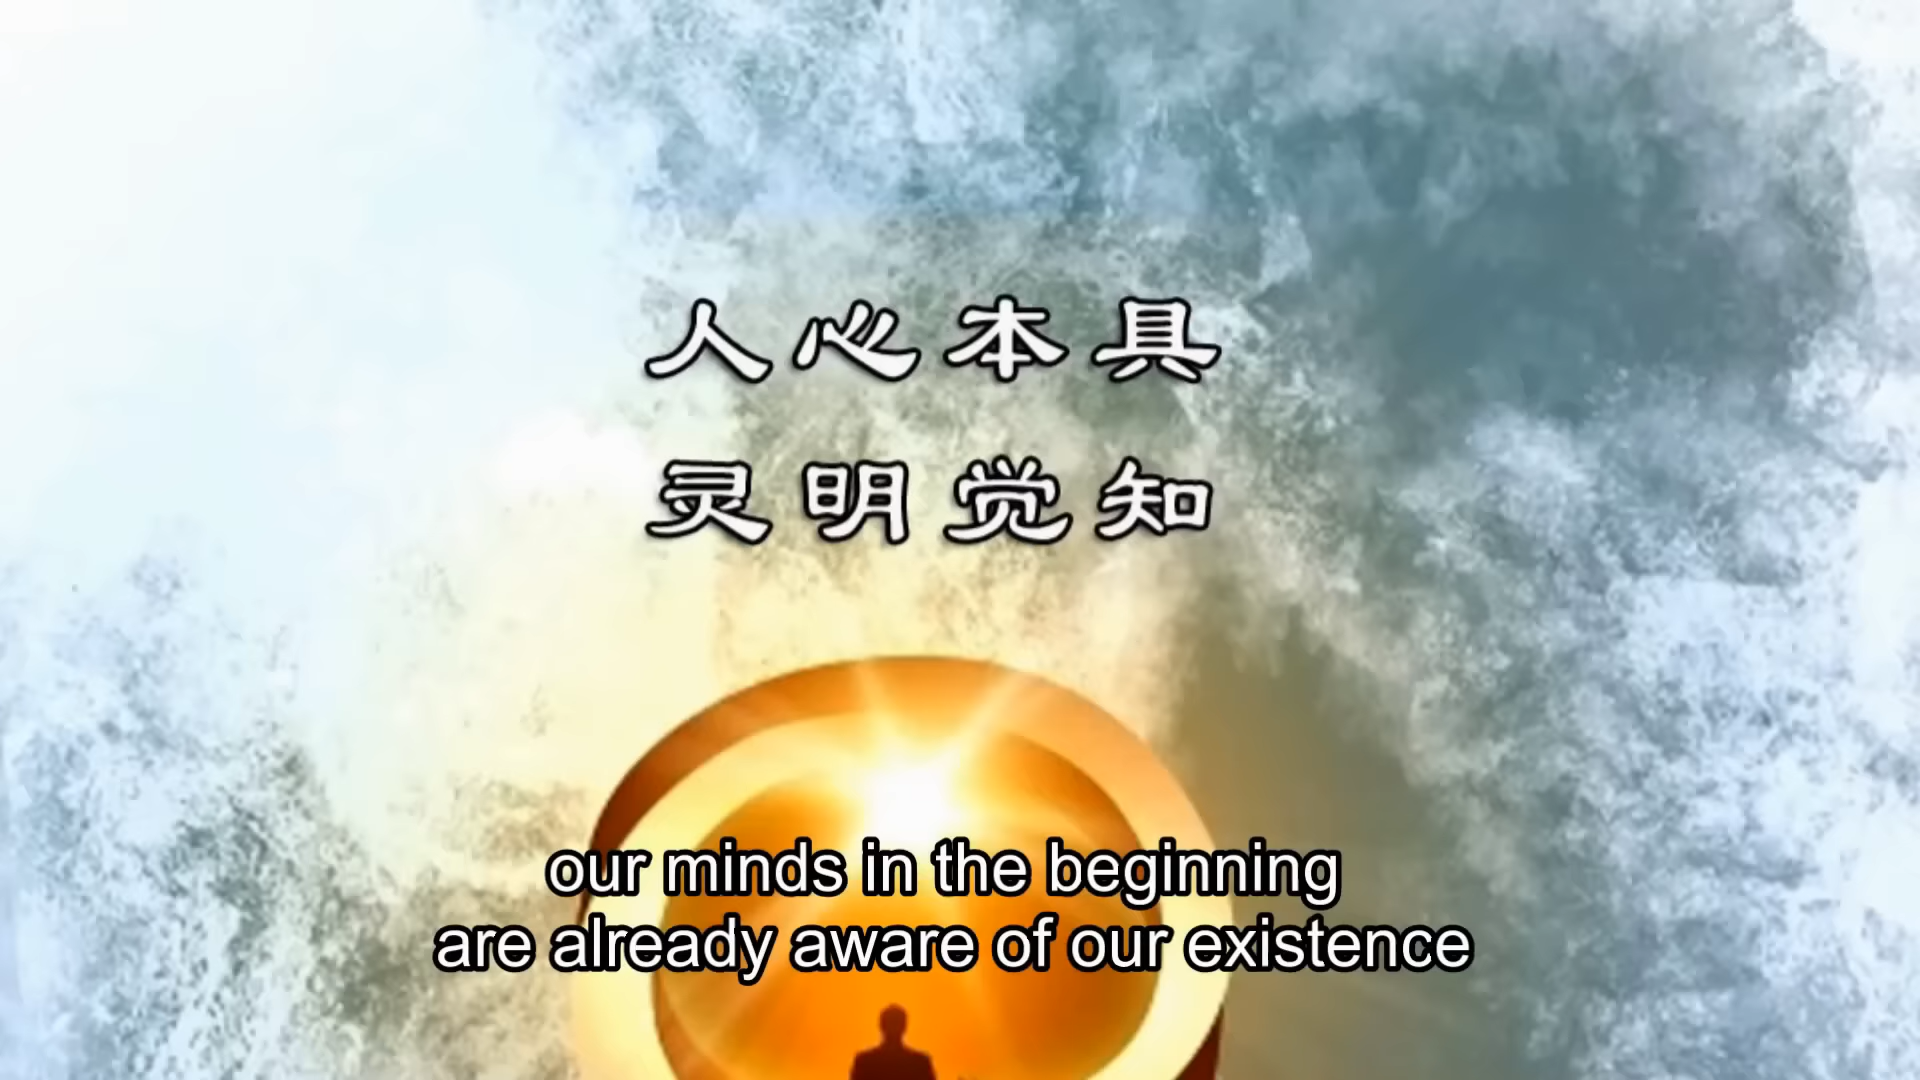 人心本具
灵明觉知
our minds in the beginning
are already aware of our existence